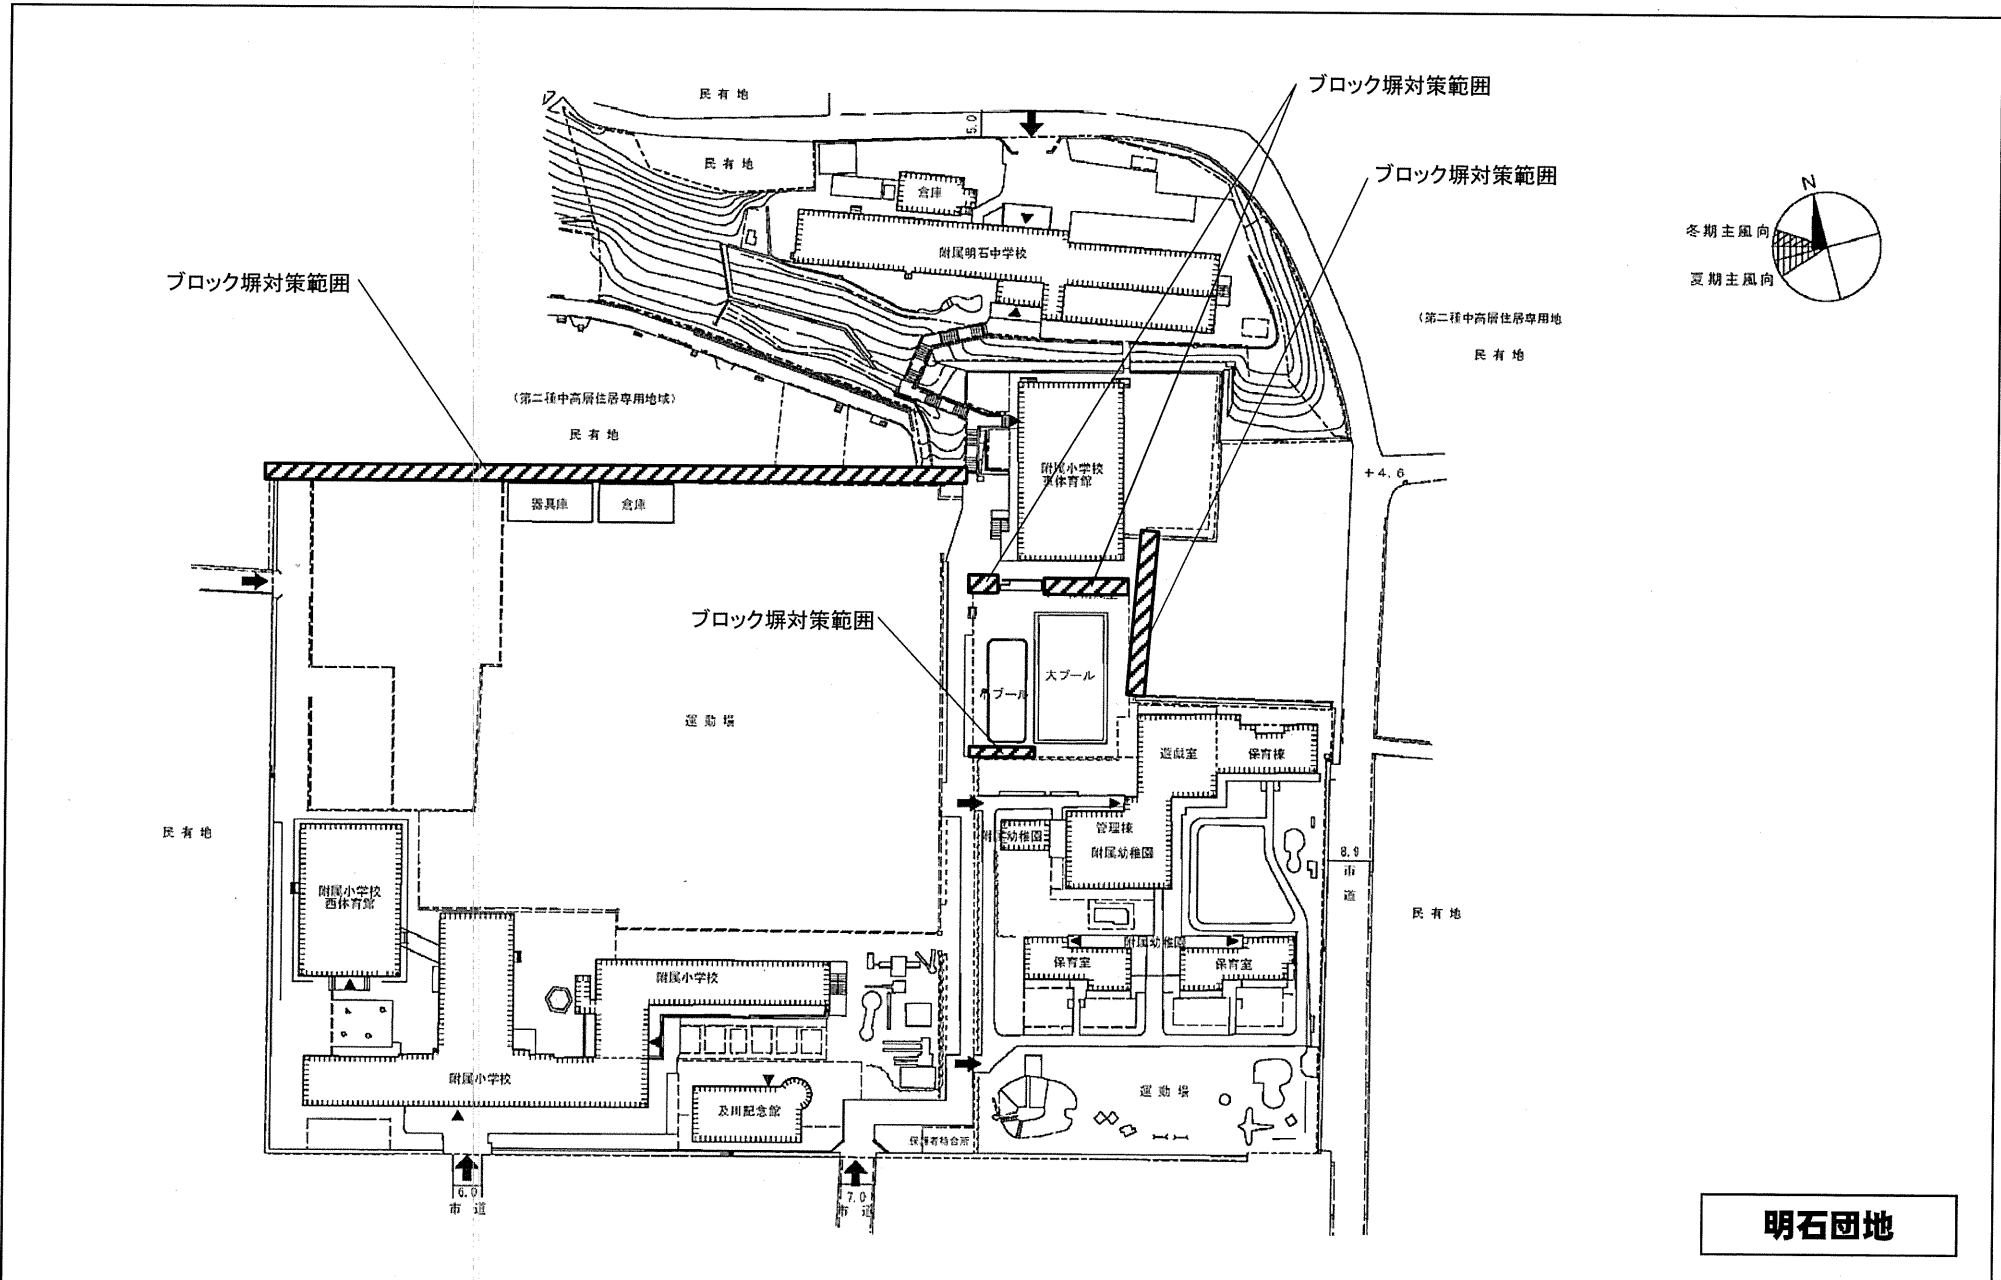 ブロック塀対策範囲
民有地
5.0
民有地
ブロック塀対策範囲
倉庫
N
冬期主風向
附属明石中学校
ブロック塀対策範囲
夏期主風向
(第二種中高層住居専用地
民有地
(第二種中高層住居専用地域)
民有地
附属小学校
東体育館
+4.6
器具庫
倉庫
ブロック塀対策範囲
大プール
プール
運動場
遊戯室
保育棟
民有地
管理棟
附属幼稚園
附属幼稚園
8.9
市道
附属小学校
西体育館
民有地
附属幼稚園
保育室
保育室
附属小学校
附属小学校
運動場
及川記念館
保護者待合所
6.0
市道
7.0
市道
明石団地